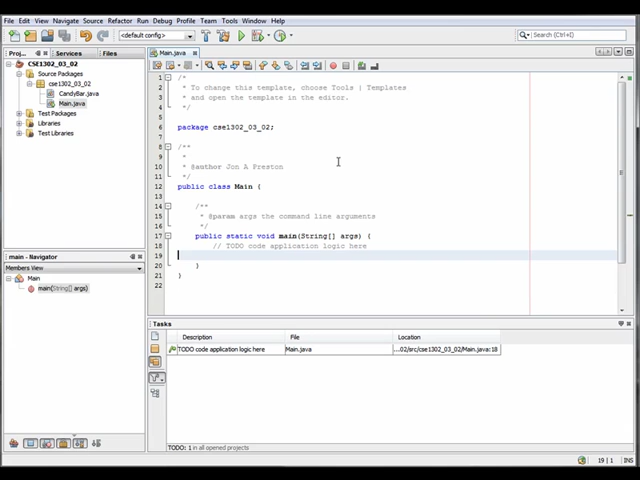 File Edit View Navigate Source Refactor Run Debug Profile Team Tools Window Help
<default config>
Search (Ctrl+I)
Proj...
Services
Files
CSE1302_03_02
Source Packages
cse1302_03_02
CandyBar.java
Main.java
Test Packages
Libraries
Test Libraries
main - Navigator
Members View
Main
main(String[] args)
Main.java
1 /*
2 * To change this template, choose Tools | Templates
3 * and open the template in the editor.
4 */
5
6 package cse1302_03_02;
7
8 /**
9 *
10 * @author Jon A Preston
11 */
12 public class Main {
13
14 /**
15 * @param args the command line arguments
16 */
17 public static void main(String[] args) {
18 // TODO code application logic here
19
20 }
21 }
22
Tasks
Description File Location
TODO code application logic here Main.java ...02/src/cse1302_03_02/Main.java:18
TODO: 1 in all opened projects
19 | 1 INS